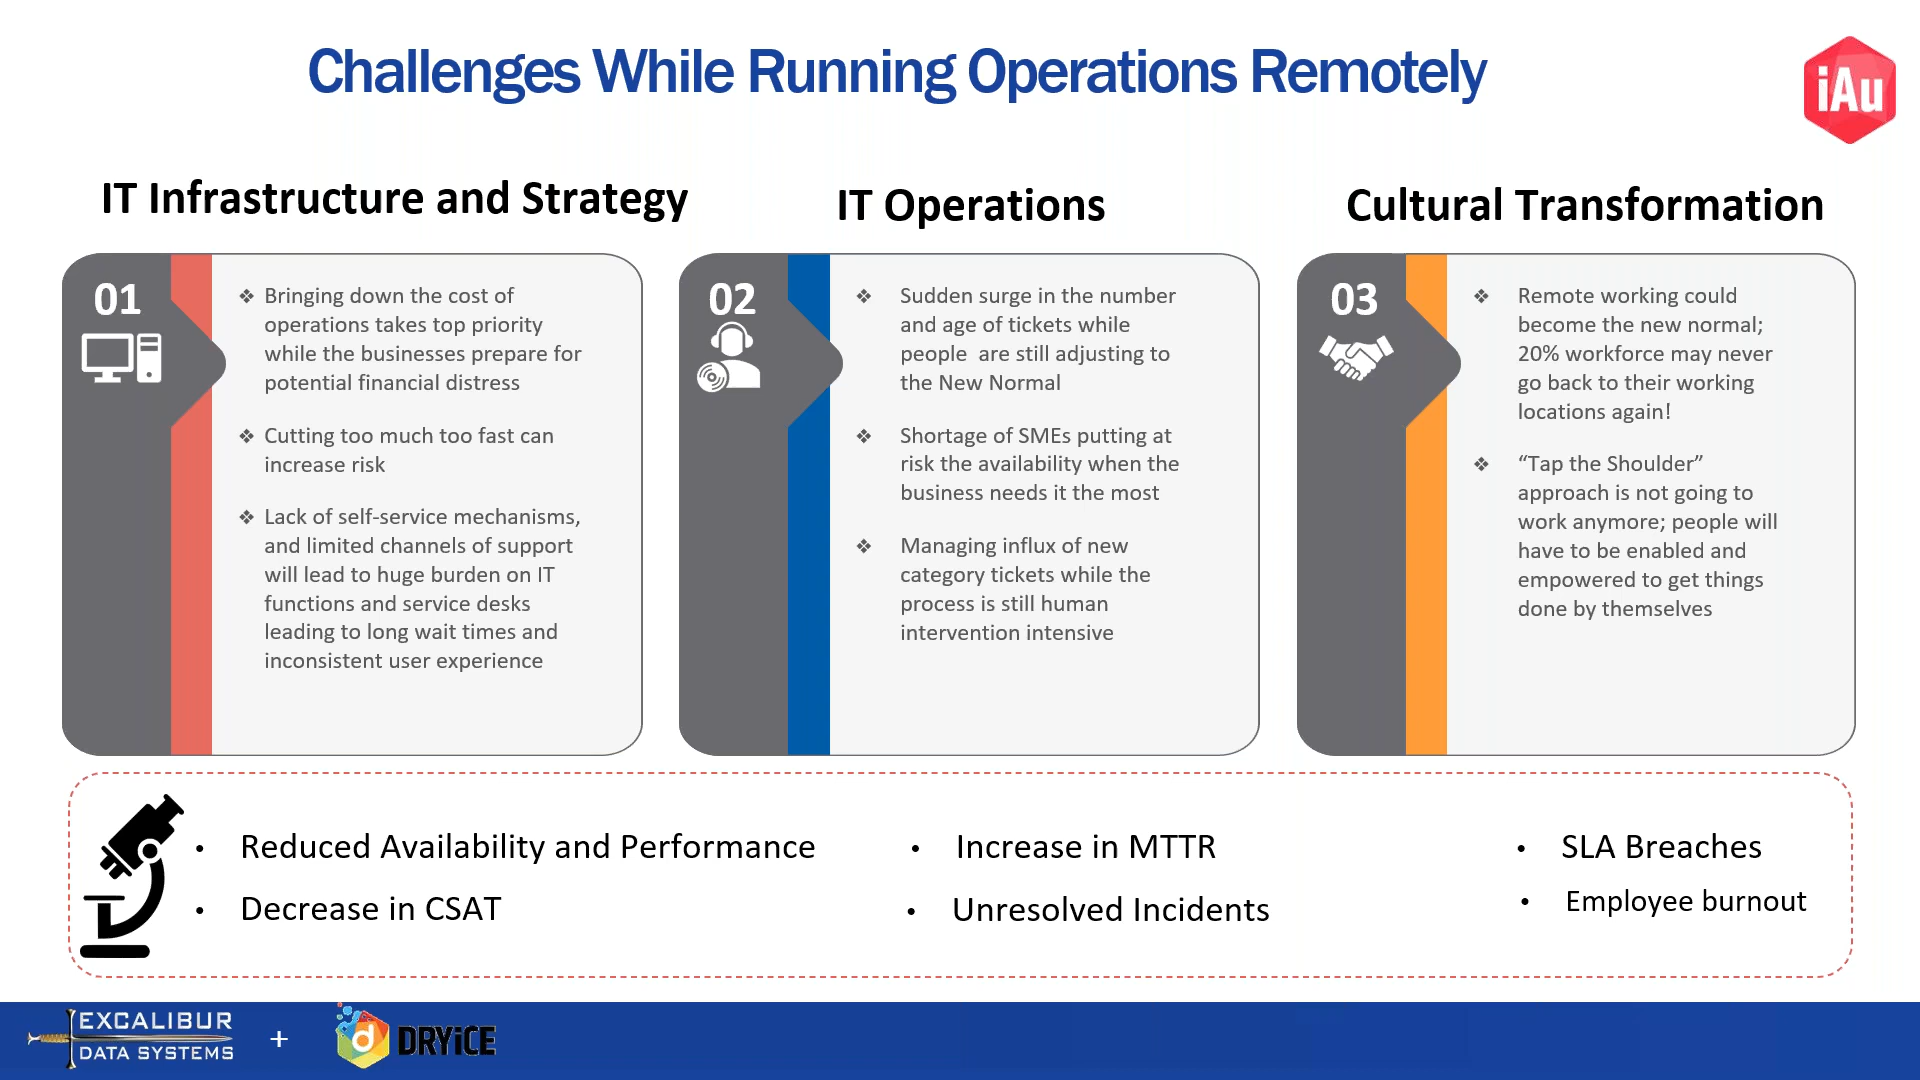 Challenges While Running Operations Remotely
iAu
IT Infrastructure and Strategy
01
❖ Bringing down the cost of
operations takes top priority
while the businesses prepare for
potential financial distress
❖ Cutting too much too fast can
increase risk
❖ Lack of self-service mechanisms,
and limited channels of support
will lead to huge burden on IT
functions and service desks
leading to long wait times and
inconsistent user experience
IT Operations
02
❖ Sudden surge in the number
and age of tickets while
people are still adjusting to
the New Normal
❖ Shortage of SMEs putting at
risk the availability when the
business needs it the most
❖ Managing influx of new
category tickets while the
process is still human
intervention intensive
Cultural Transformation
03
❖ Remote working could
become the new normal;
20% workforce may never
go back to their working
locations again!
❖ “Tap the Shoulder”
approach is not going to
work anymore; people will
have to be enabled and
empowered to get things
done by themselves
• Reduced Availability and Performance
• Decrease in CSAT
• Increase in MTTR
• Unresolved Incidents
• SLA Breaches
• Employee burnout
EXCALIBUR
DATA SYSTEMS
+
d
DRYiCE